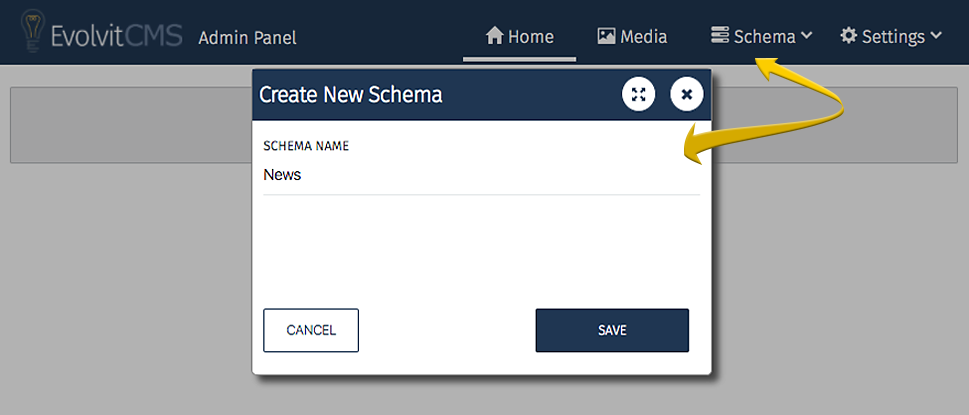 EvolvitCMS Admin Panel Home Media Schema Settings
Create New Schema
SCHEMA NAME
News
CANCEL SAVE